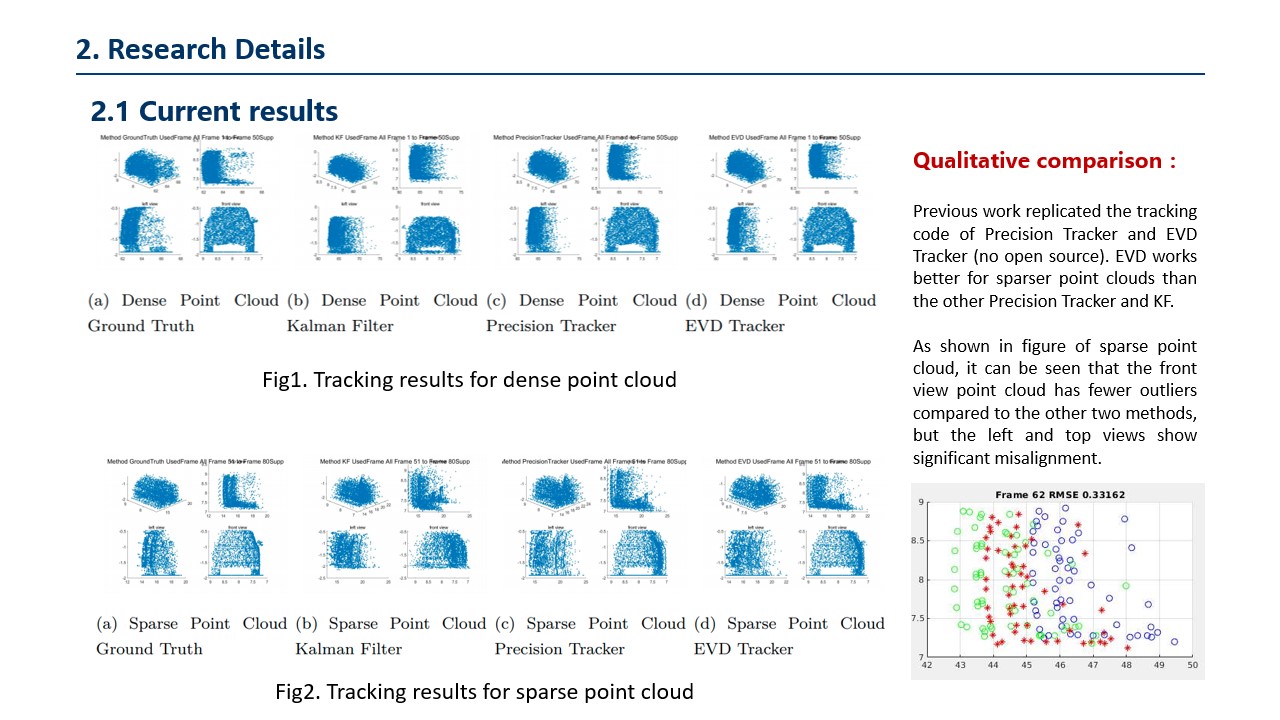 2. Research Details
2.1 Current results
Method GroundTruth UsedFrame All Frame 1 to Frame 50Supp
Method KF UsedFrame All Frame 1 to Frame 50Supp
Method PrecisionTracker UsedFrame All Frame 1 to Frame 50Supp
Method EVD UsedFrame All Frame 1 to Frame 50Supp
left view
front view
left view
front view
left view
front view
left view
front view
(a) Dense Point Cloud
Ground Truth
(b) Dense Point Cloud
Kalman Filter
(c) Dense Point Cloud
Precision Tracker
(d) Dense Point Cloud
EVD Tracker
Fig1. Tracking results for dense point cloud
Method GroundTruth UsedFrame All Frame 51 to Frame 80Supp
Method KF UsedFrame All Frame 51 to Frame 80Supp
Method PrecisionTracker UsedFrame All Frame 51 to Frame 80Supp
Method EVD UsedFrame All Frame 51 to Frame 80Supp
left view
front view
left view
front view
left view
front view
left view
front view
(a) Sparse Point Cloud
Ground Truth
(b) Sparse Point Cloud
Kalman Filter
(c) Sparse Point Cloud
Precision Tracker
(d) Sparse Point Cloud
EVD Tracker
Fig2. Tracking results for sparse point cloud
Qualitative comparison :
Previous work replicated the tracking
code of Precision Tracker and EVD
Tracker (no open source). EVD works
better for sparser point clouds than
the other Precision Tracker and KF.
As shown in figure of sparse point
cloud, it can be seen that the front
view point cloud has fewer outliers
compared to the other two methods,
but the left and top views show
significant misalignment.
Frame 62 RMSE 0.33162
9
8.5
8
7.5
7
42 43 44 45 46 47 48 49 50